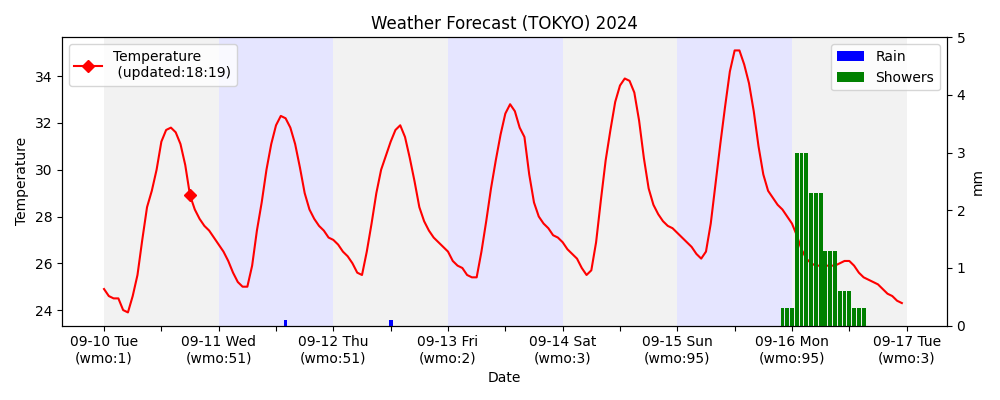 Weather Forecast (TOKYO) 2024
Temperature
(updated:18:19)
Rain
Showers
Temperature
34
32
30
28
26
24
5
4
3
2
1
0
mm
09-10 Tue 09-11 Wed 09-12 Thu 09-13 Fri 09-14 Sat 09-15 Sun 09-16 Mon 09-17 Tue
(wmo:1) (wmo:51) (wmo:51) (wmo:2) (wmo:3) (wmo:95) (wmo:95) (wmo:3)
Date